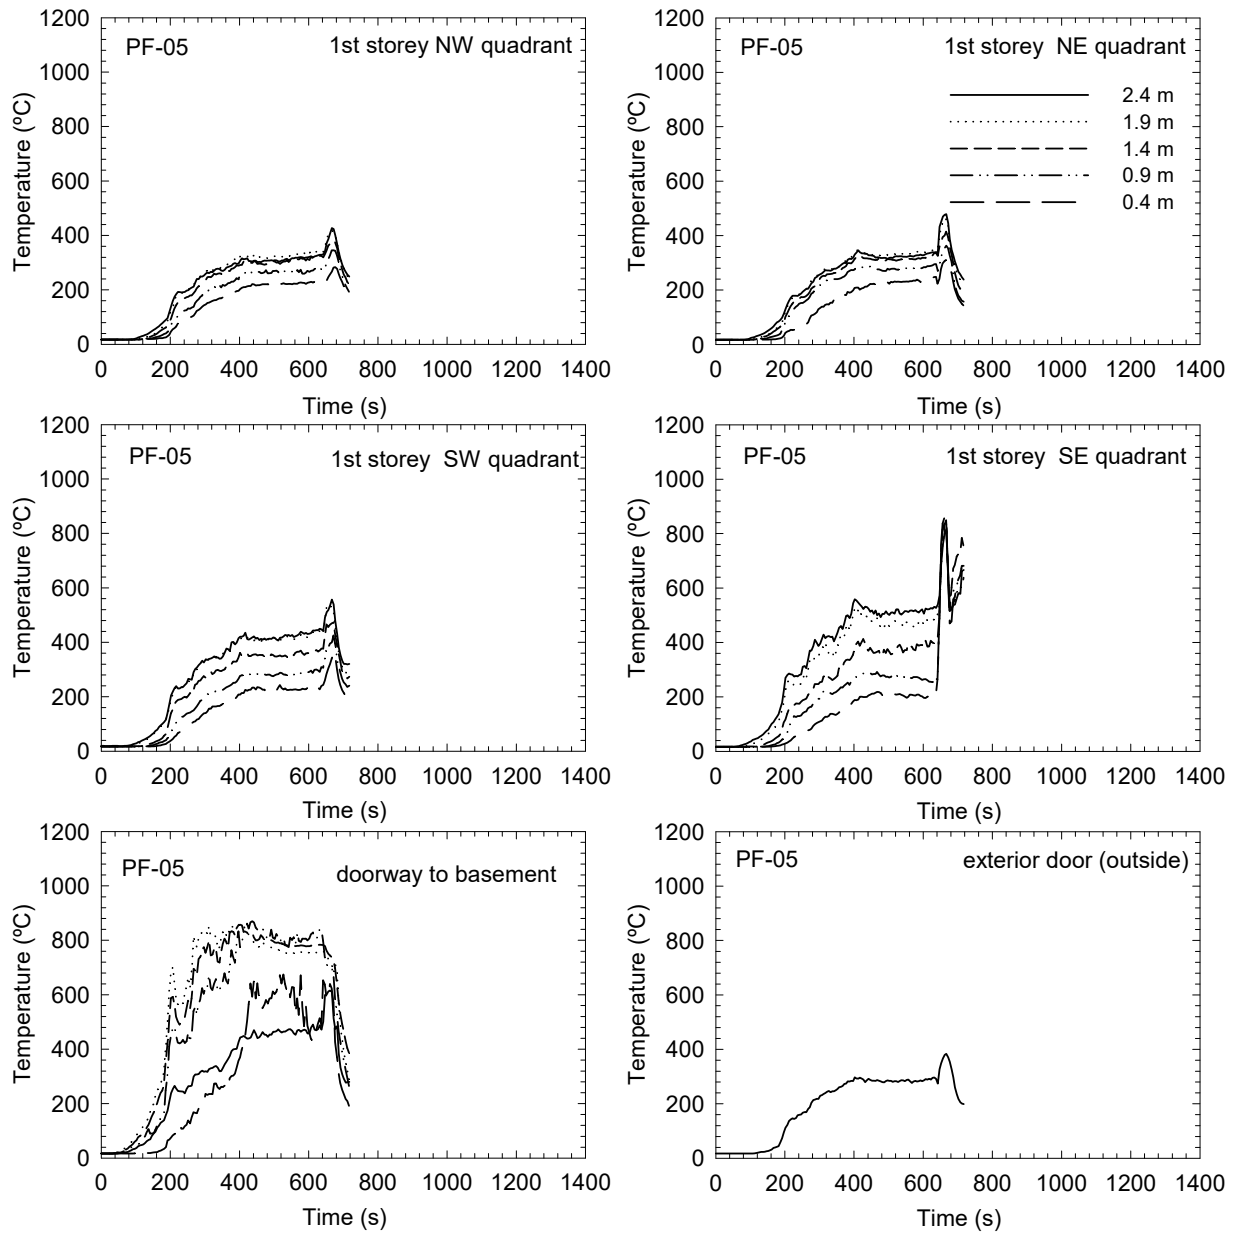 PF-05 1st storey NW quadrant
Temperature (ºC)
1200
1000
800
600
400
200
0
0 200 400 600 800 1000 1200 1400
Time (s)
PF-05 1st storey NE quadrant
2.4 m
1.9 m
1.4 m
0.9 m
0.4 m
Temperature (ºC)
1200
1000
800
600
400
200
0
0 200 400 600 800 1000 1200 1400
Time (s)
PF-05 1st storey SW quadrant
Temperature (ºC)
1200
1000
800
600
400
200
0
0 200 400 600 800 1000 1200 1400
Time (s)
PF-05 1st storey SE quadrant
Temperature (ºC)
1200
1000
800
600
400
200
0
0 200 400 600 800 1000 1200 1400
Time (s)
PF-05 doorway to basement
Temperature (ºC)
1200
1000
800
600
400
200
0
0 200 400 600 800 1000 1200 1400
Time (s)
PF-05 exterior door (outside)
Temperature (ºC)
1200
1000
800
600
400
200
0
0 200 400 600 800 1000 1200 1400
Time (s)